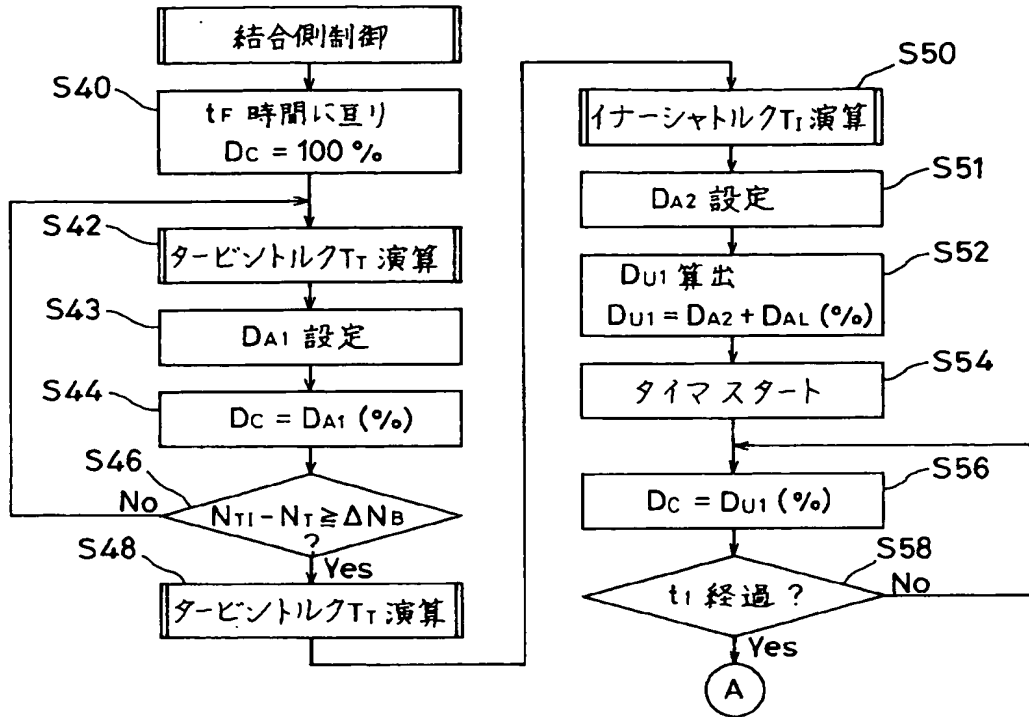 結合側制御
S40
tF 時間に亘り
DC = 100 %
S42
タービントルクTT 演算
S43
DA1 設定
S44
DC = DA1 (%)
S46
No
NTI - NT ≧ ΔNB
?
Yes
S48
タービントルクTT 演算
S50
イナーシャトルクTI 演算
S51
DA2 設定
S52
DU1 算出
DU1 = DA2 + DAL (%)
S54
タイマ スタート
S56
DC = DU1 (%)
S58
t1 経過 ?
No
Yes
A